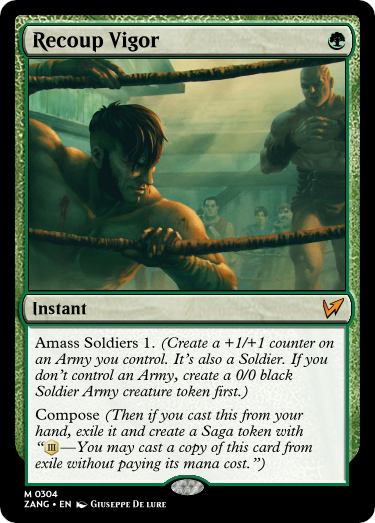 Recoup Vigor
Instant
Amass Soldiers 1. (Create a +1/+1 counter on
an Army you control. It's also a Soldier. If you
don't control an Army, create a 0/0 black
Soldier Army creature token first.)
Compose (Then if you cast this from your
hand, exile it and create a Saga token with
“III—You may cast a copy of this card from
exile without paying its mana cost.”)
M 0304
ZANG • EN Giuseppe De Lure